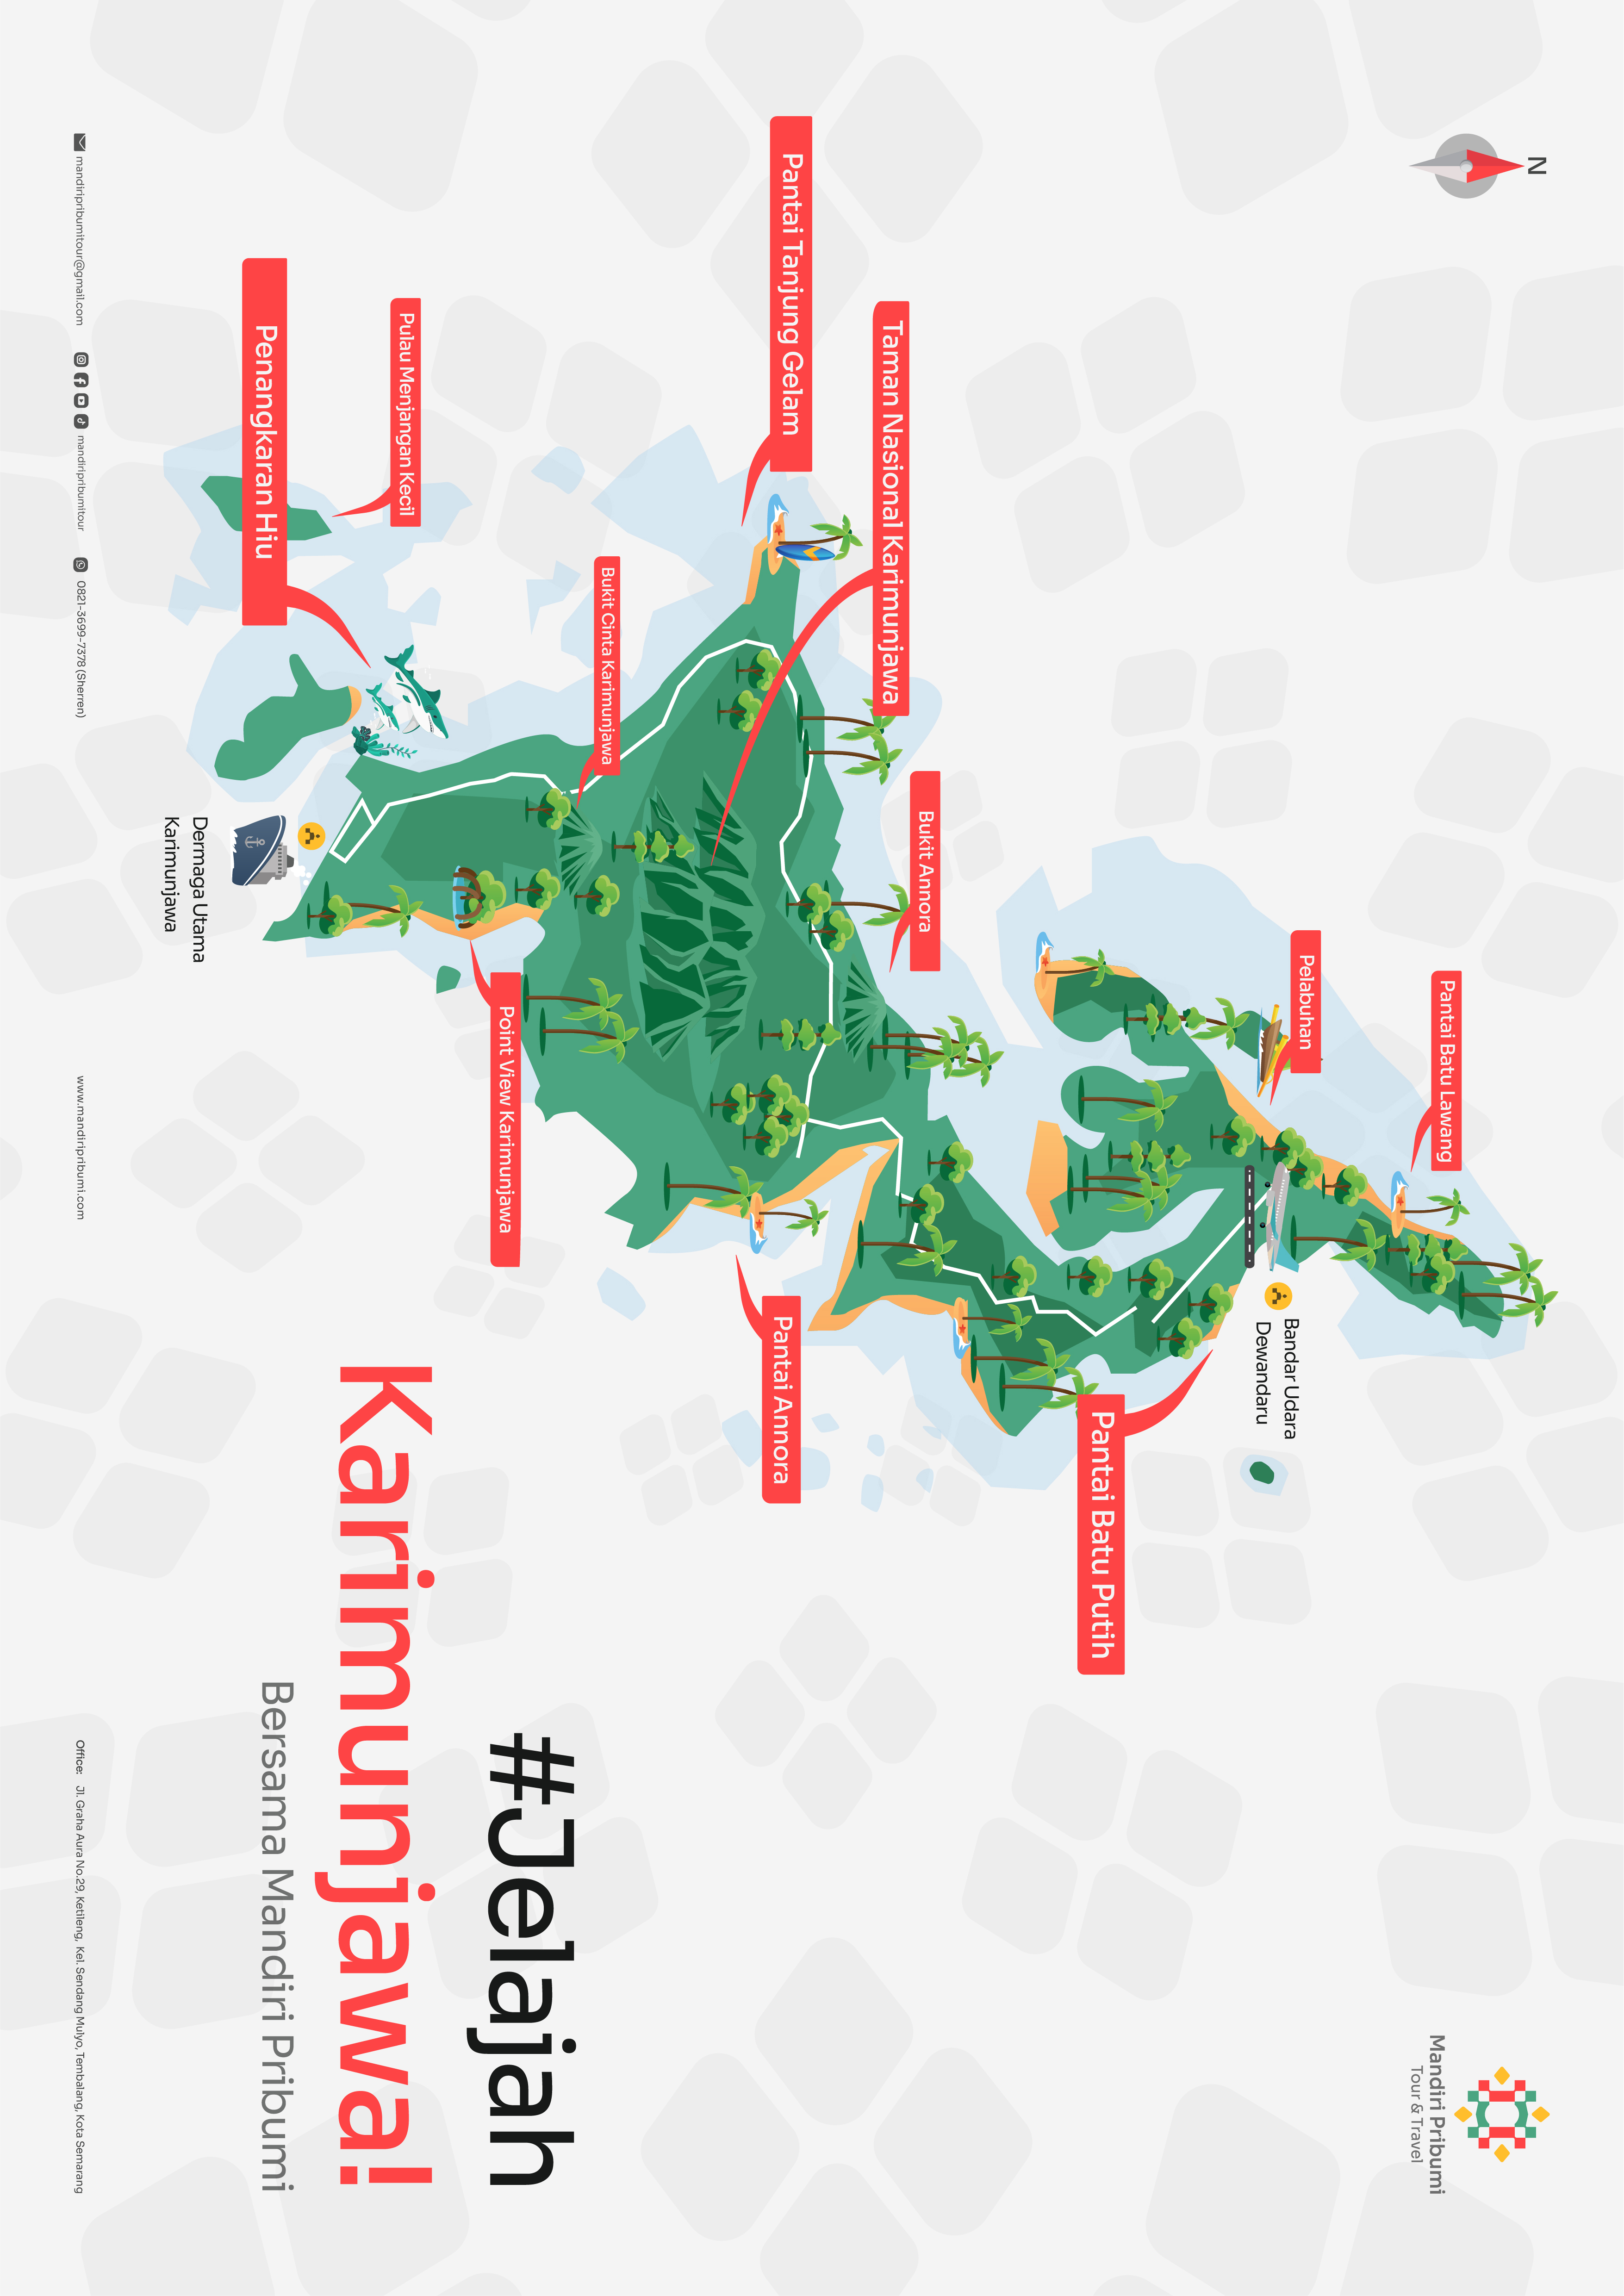 N
Mandiri Pribumi
Tour & Travel
Pantai Batu Lawang
Pelabuhan
Bandar Udara
Dewandaru
Pantai Batu Putih
Bukit Annora
Taman Nasional Karimunjawa
Pantai Tanjung Gelam
Pantai Annora
Bukit Cinta Karimunjawa
Point View Karimunjawa
Pulau Menjangan Kecil
Penangkaran Hiu
Dermaga Utama
Karimunjawa
#Jelajah
Karimunjawa!
Bersama Mandiri Pribumi
mandiripribumitour@gmail.com
mandiripribumitour
0821-3699-7378 (Sherren)
www.mandiripribumi.com
Office: Jl. Graha Aura No.29, Ketileng, Kel. Sendang Mulyo, Tembalang, Kota Semarang